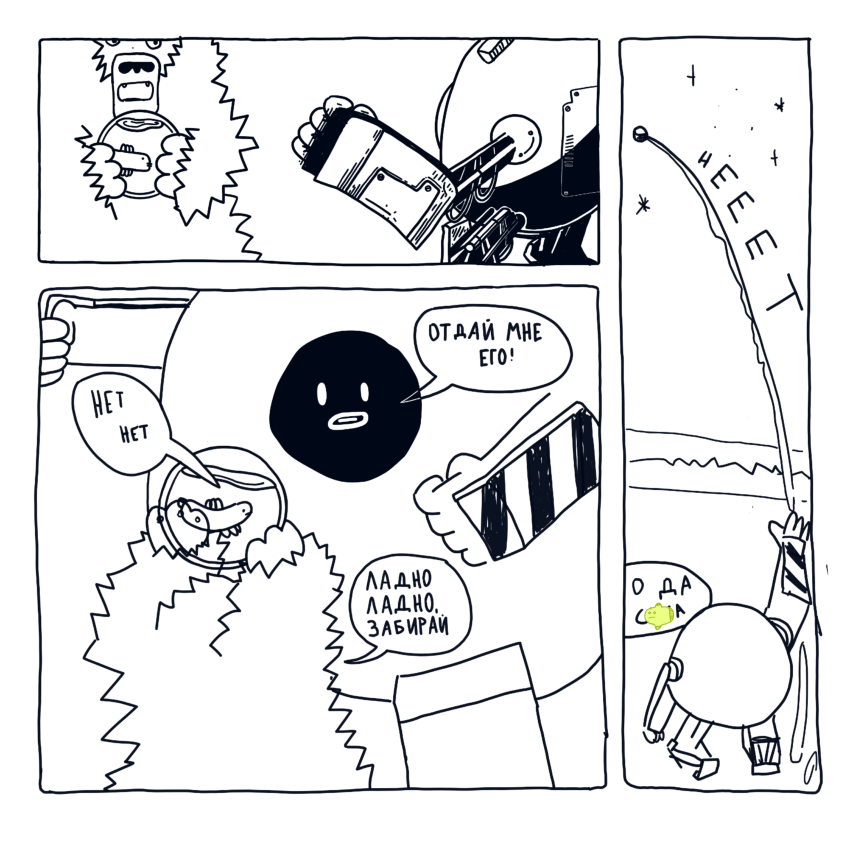 ОТДАЙ МНЕ
ЕГО!
НЕТ
НЕТ
ЛАДНО
ЛАДНО,
ЗАБИРАЙ
НЕЕЕТ
О ДА